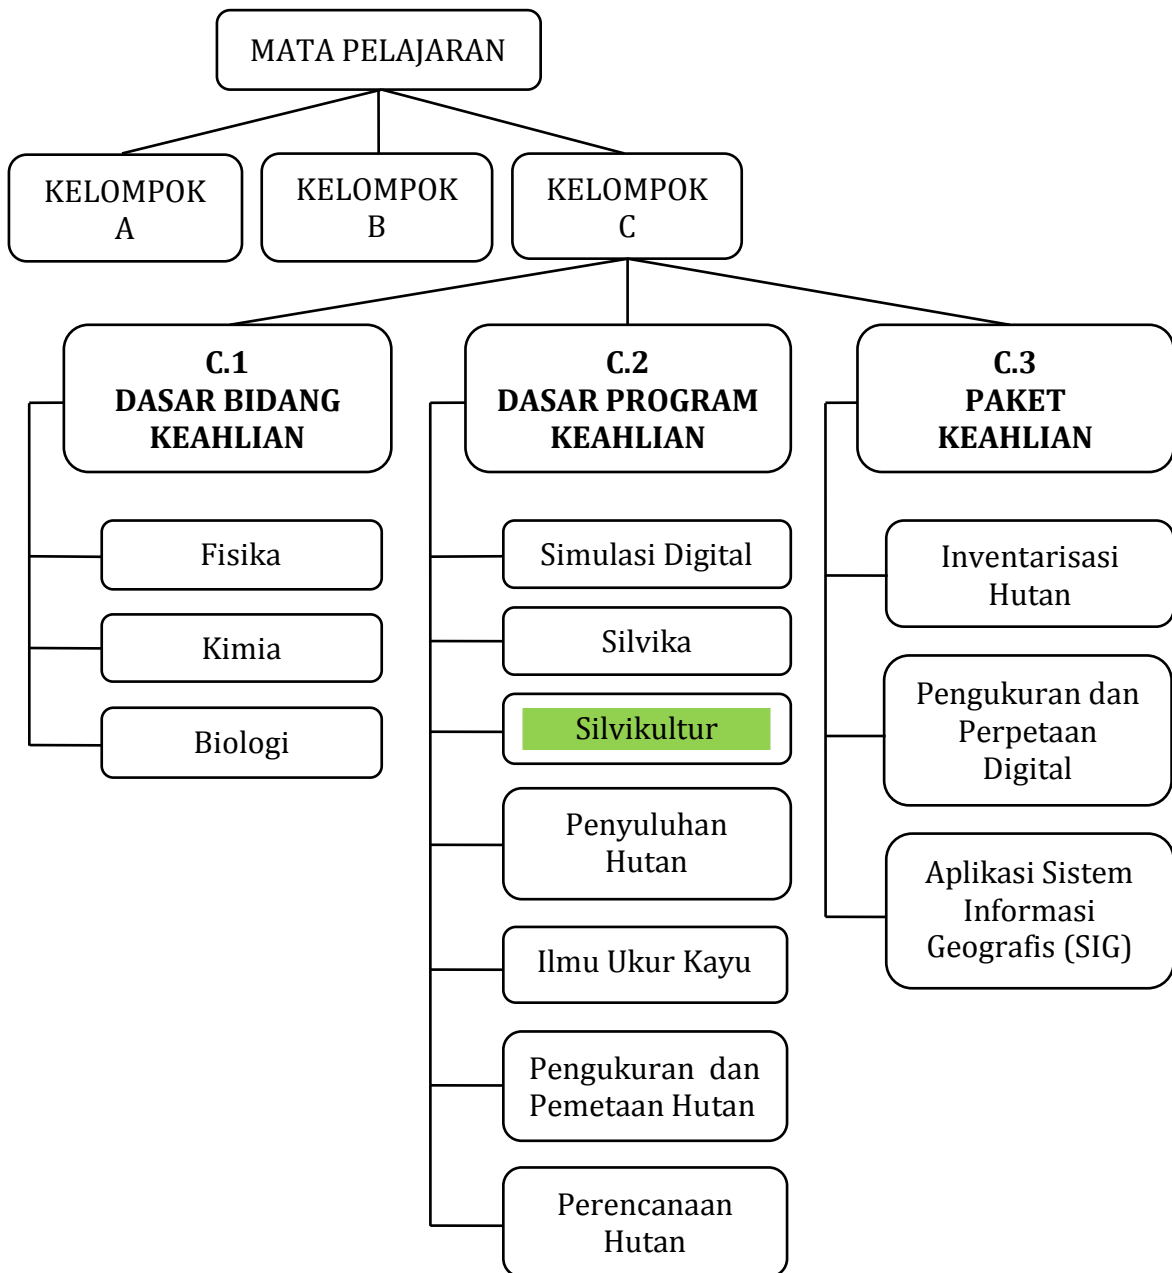 MATA PELAJARAN
KELOMPOK
A
KELOMPOK
B
KELOMPOK
C
C.1
DASAR BIDANG
KEAHLIAN
Fisika
Kimia
Biologi
C.2
DASAR PROGRAM
KEAHLIAN
Simulasi Digital
Silvika
Silvikultur
Penyuluhan
Hutan
Ilmu Ukur Kayu
Pengukuran dan
Pemetaan Hutan
Perencanaan
Hutan
C.3
PAKET
KEAHLIAN
Inventarisasi
Hutan
Pengukuran dan
Perpetaan
Digital
Aplikasi Sistem
Informasi
Geografis (SIG)